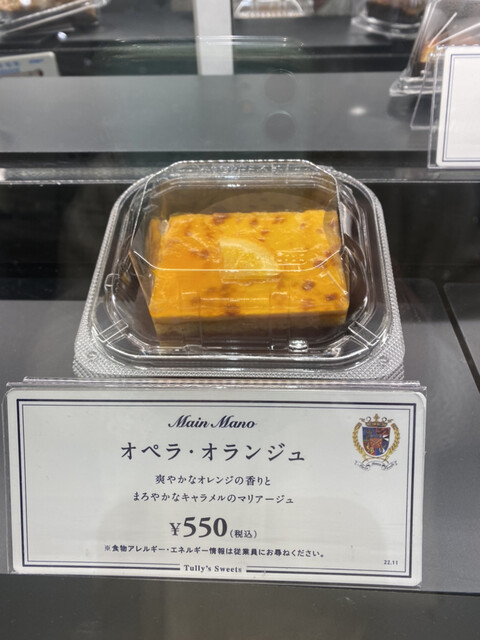 Main Mano
オペラ・オランジュ
爽やかなオレンジの香りと
まろやかなキャラメルのマリアージュ
¥550(税込)
※食物アレルギー・エネルギー情報は従業員にお尋ねください。
22.11
Tully's Sweets